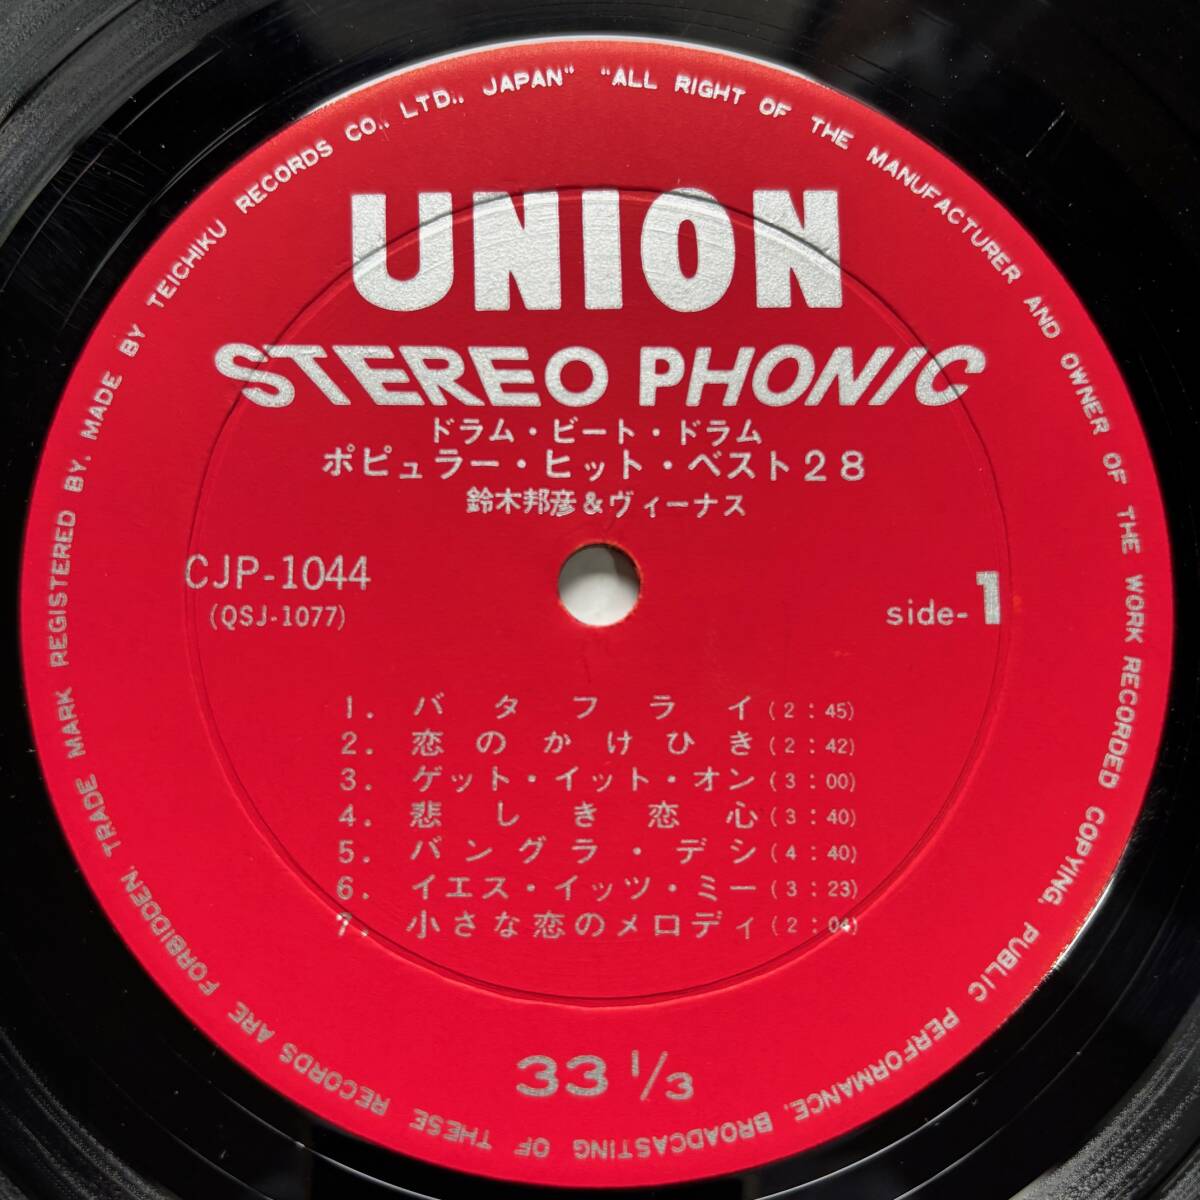 "ALL RIGHT OF THE MANUFACTURER AND OWNER OF THE WORK RECORDED COPYING, PUBLIC PERFORMANCE, BROADCASTING OF THESE RECORDS ARE FORBIDDEN, TRADE MARK REGISTERED BY. MADE BY TEICHIKU RECORDS CO., LTD., JAPAN"
UNION
STEREO PHONIC
ドラム・ビート・ドラム
ポピュラー・ヒット・ベスト28
鈴木邦彦&ヴィーナス
CJP-1044
(QSJ-1077)
side-1
1. バタフライ(2:45)
2. 恋のかけひき(2:42)
3. ゲット・イット・オン(3:00)
4. 悲しき恋心(3:40)
5. バングラ・デシ(4:40)
6. イエス・イッツ・ミー(3:23)
7. 小さな恋のメロディ(2:04)
33 1/3